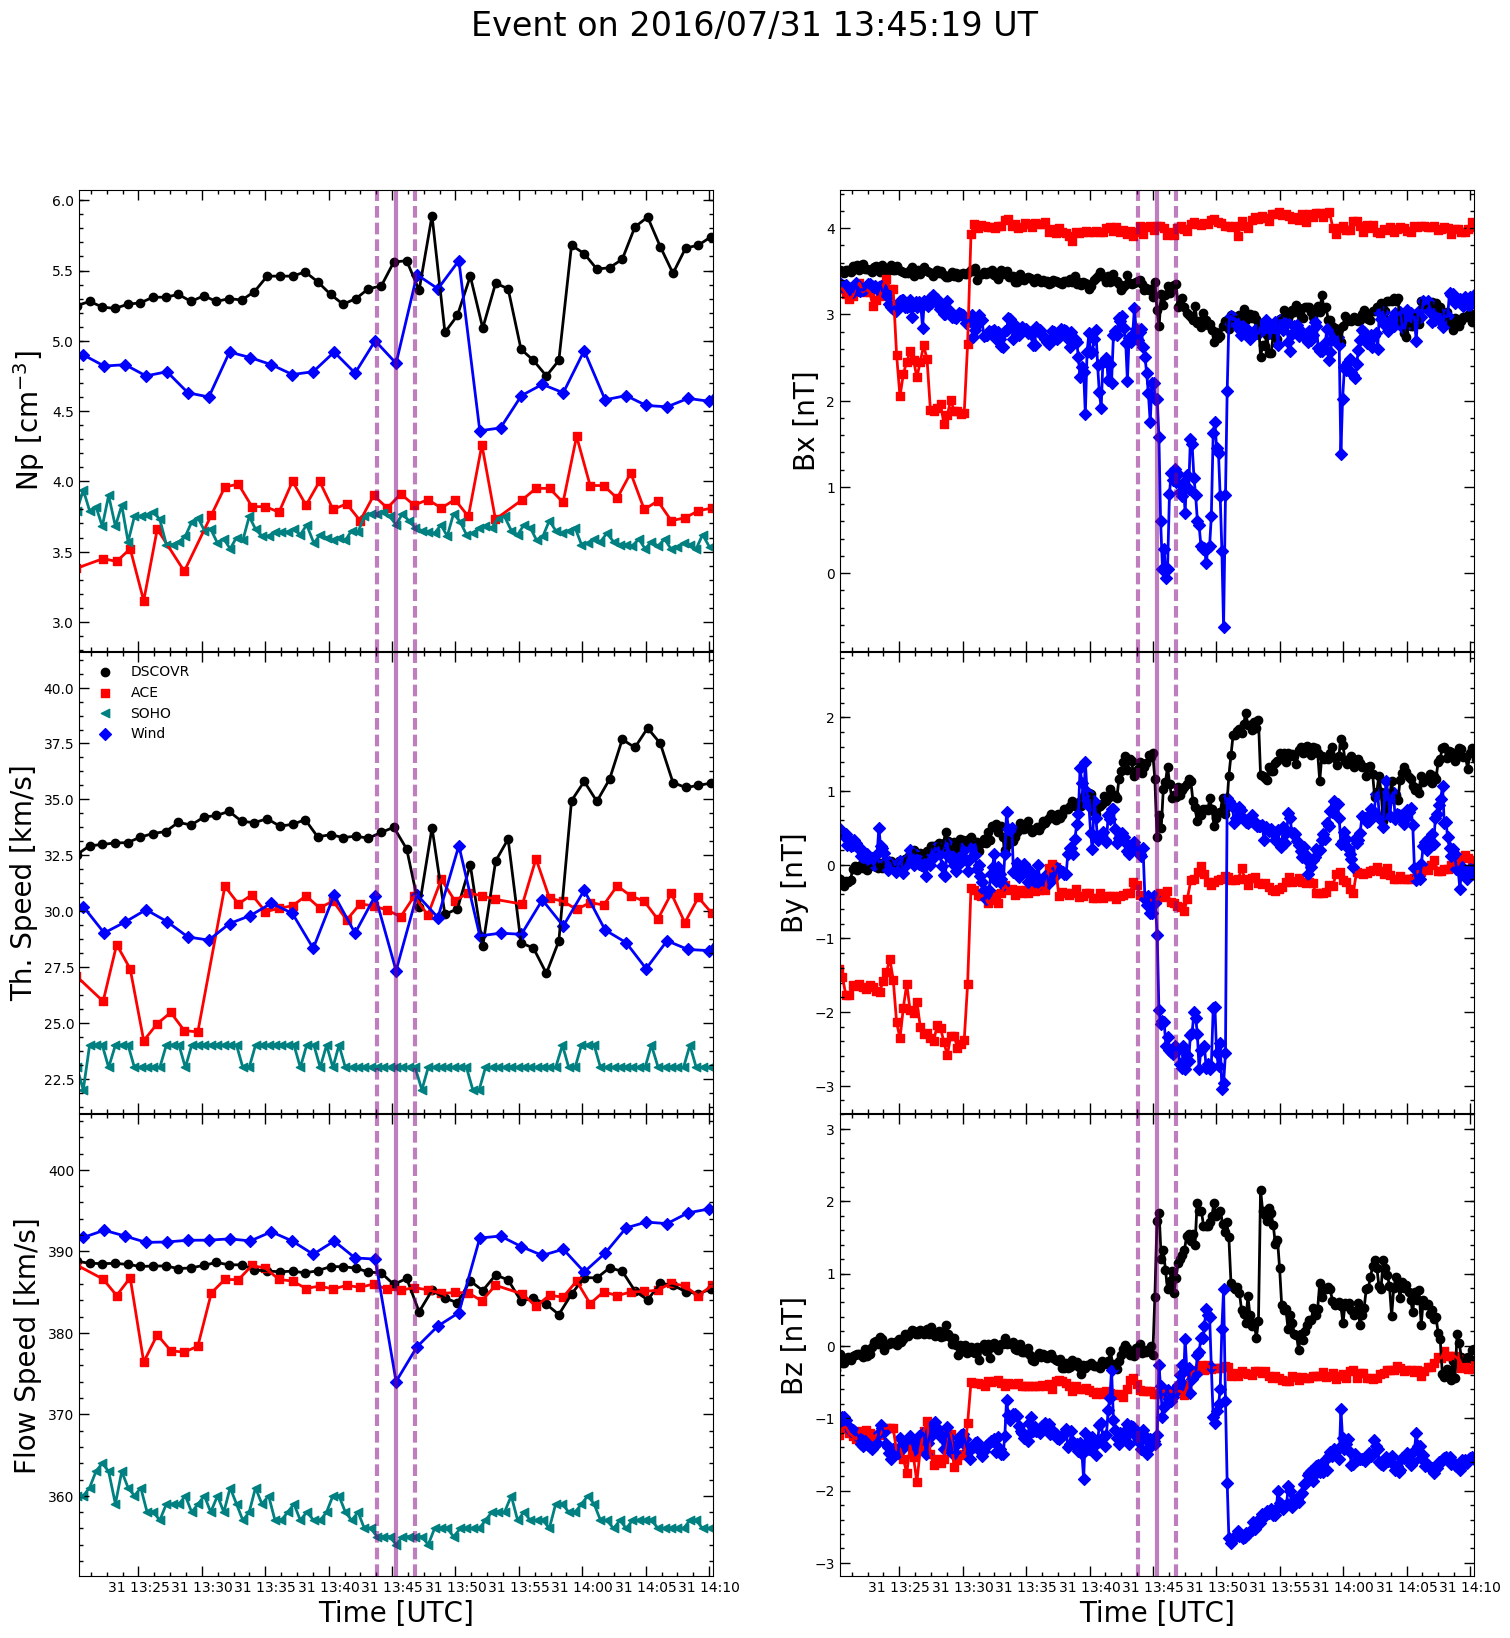 Event on 2016/07/31 13:45:19 UT
Np [cm⁻³]
6.0
5.5
5.0
4.5
4.0
3.5
3.0
Th. Speed [km/s]
40.0
37.5
35.0
32.5
30.0
27.5
25.0
22.5
DSCOVR
ACE
SOHO
Wind
Flow Speed [km/s]
400
390
380
370
360
31 13:25 31 13:30 31 13:35 31 13:40 31 13:45 31 13:50 31 13:55 31 14:00 31 14:05 31 14:10
Time [UTC]
Bx [nT]
4
3
2
1
0
By [nT]
2
1
0
−1
−2
−3
Bz [nT]
3
2
1
0
−1
−2
−3
31 13:25 31 13:30 31 13:35 31 13:40 31 13:45 31 13:50 31 13:55 31 14:00 31 14:05 31 14:10
Time [UTC]